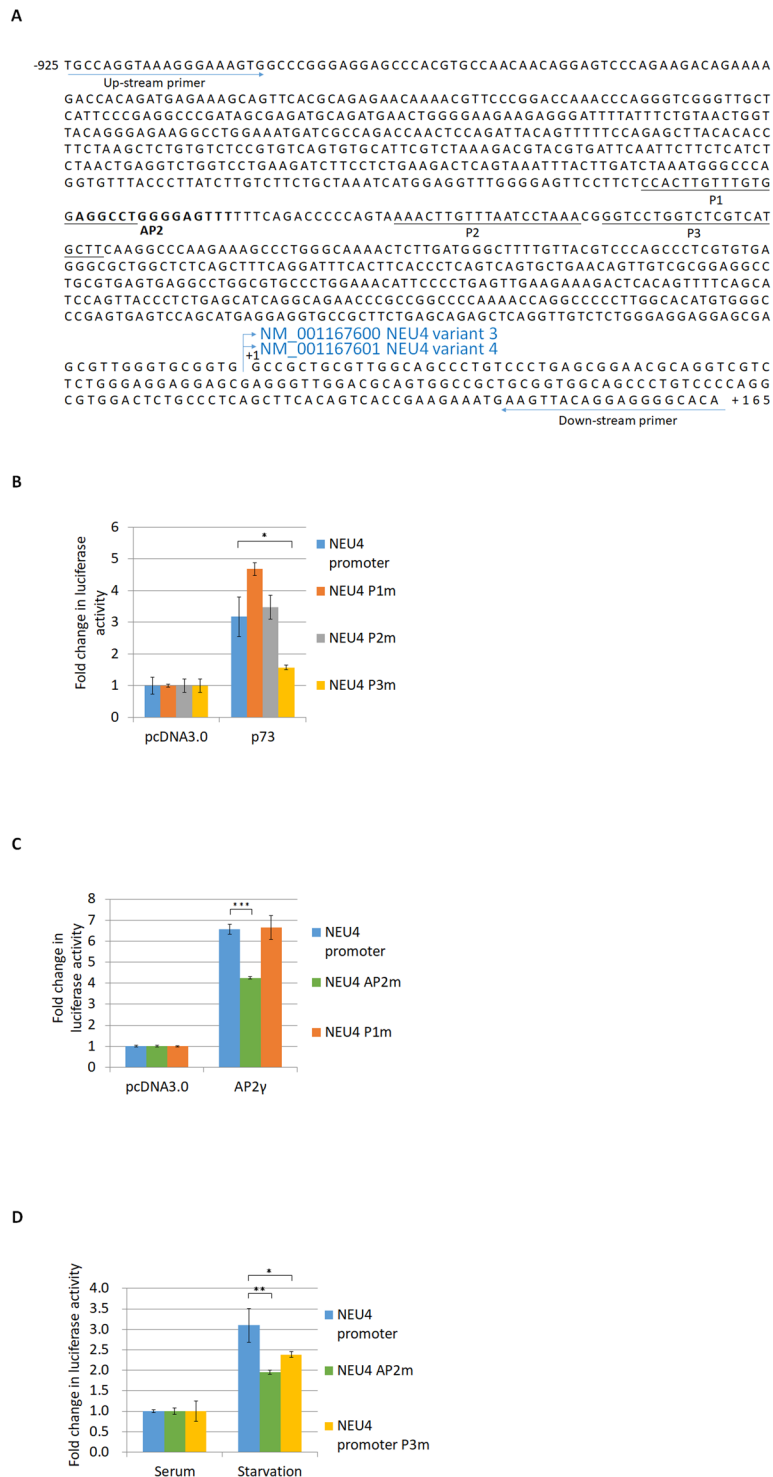 A
-925 TGCCAGGTAAAGGGAAAGTGGCCCGGGAGGAGCCCACGTGCCAACAACAGGAGTCCCAGAAGACAGAAAA
Up-stream primer
GACCACAGATGAGAAAGCAGTTCACGCAGAGAACAAAACGTTCCCGGACCAAACCCAGGGTCGGGTTGCT
CATTCCCGAGGCCCGATAGCGAGATGCAGATGAACTGGGGAAGAAGAGGGATTTTATTTCTGTAACTGGT
TACAGGGAGAAGGCCTGGAAATGATCGCCAGACCAACTCCAGATTACAGTTTTTCCAGAGCTTACACACC
TTCTAAGCTCTGTGTCTCCGTGTCAGTGTGCATTCGTCTAAAGACGTACGTGATTCAATTCTTCTCATCT
CTAACTGAGGTCTGGTCCTGAAGATCTTCCTCTGAAGACTCAGTAAATTTACTTGATCTAAATGGGCCCA
GGTGTTTACCCTTATCTTGTCTTCTGCTAAATCATGGAGGTTTGGGGAGTTCCTTCTCCACTTGTTTGTG
P1
GAGGCCTGGGGAGTTTTTTCAGACCCCCAGTAAAACTTGTTTAATCCTAAACGGGTCCTGGTCTCGTCAT
AP2 P2 P3
GCTTCAAGGCCCAAGAAAGCCCTGGGCAAAACTCTTGATGGGCTTTTGTTACGTCCCAGCCCTCGTGTGA
GGGCGCTGGCTCTCAGCTTTCAGGATTTCACTTCACCCTCAGTCAGTGCTGAACAGTTGTCGCGGAGGCC
TGCGTGAGTGAGGCCTGGCGTGCCCTGGAAACATTCCCCTGAGTTGAAGAAAGACTCACAGTTTTCAGCA
TCCAGTTACCCTCTGAGCATCAGGCAGAACCCGCCGGCCCCAAAACCAGGCCCCCTTGGCACATGTGGGC
CCGAGTGAGTCCAGCATGAGGAGGTGCCGCTTCTGAGCAGAGCTCAGGTTGTCTCTGGGAGGAGGAGCGA
NM_001167600 NEU4 variant 3
NM_001167601 NEU4 variant 4
+1
GCGTTGGGTGCGGTG GCCGCTGCGTTGGCAGCCCTGTCCCTGAGCGGAACGCAGGTCGTC
TCTGGGAGGAGGAGCGAGGGTTGGACGCAGTGGCCGCTGCGGTGGCAGCCCTGTCCCCAGG
CGTGGACTCTGCCCTCAGCTTCACAGTCACCGAAGAAATGAAGTTACAGGAGGGGCACA +165
Down-stream primer
B
Fold change in luciferase activity
6
5
4
3
2
1
0
*
pcDNA3.0 p73
NEU4 promoter
NEU4 P1m
NEU4 P2m
NEU4 P3m
C
Fold change in luciferase activity
8
7
6
5
4
3
2
1
0
***
pcDNA3.0 AP2γ
NEU4 promoter
NEU4 AP2m
NEU4 P1m
D
Fold change in luciferase activity
4.0
3.5
3.0
2.5
2.0
1.5
1.0
0.5
0.0
*
**
Serum Starvation
NEU4 promoter
NEU4 AP2m
NEU4 promoter P3m